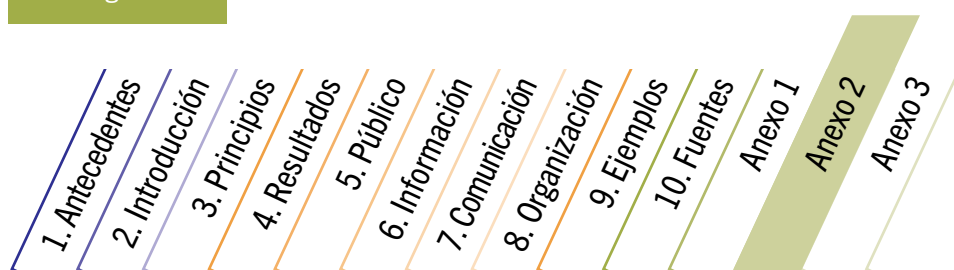 1. Antecedentes
2. Introducción
3. Principios
4. Resultados
5. Público
6. Información
7. Comunicación
8. Organización
9. Ejemplos
10. Fuentes
Anexo 1
Anexo 2
Anexo 3